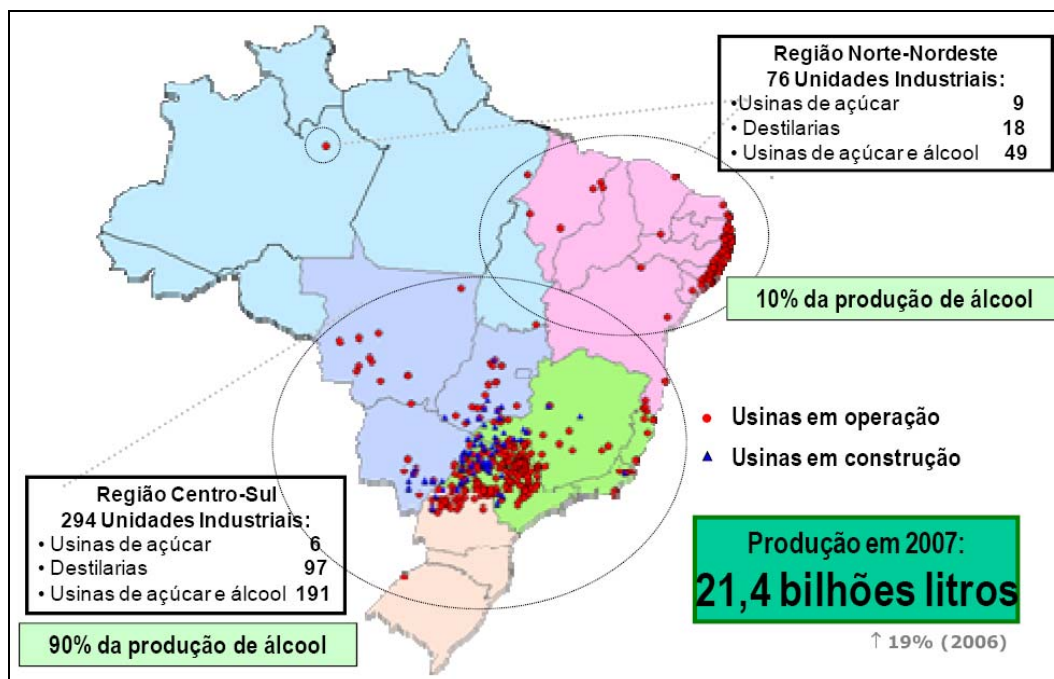 Região Norte-Nordeste
76 Unidades Industriais:
•Usinas de açúcar 9
• Destilarias 18
• Usinas de açúcar e álcool 49
10% da produção de álcool
Usinas em operação
Usinas em construção
Região Centro-Sul
294 Unidades Industriais:
• Usinas de açúcar 6
• Destilarias 97
• Usinas de açúcar e álcool 191
90% da produção de álcool
Produção em 2007:
21,4 bilhões litros
↑ 19% (2006)